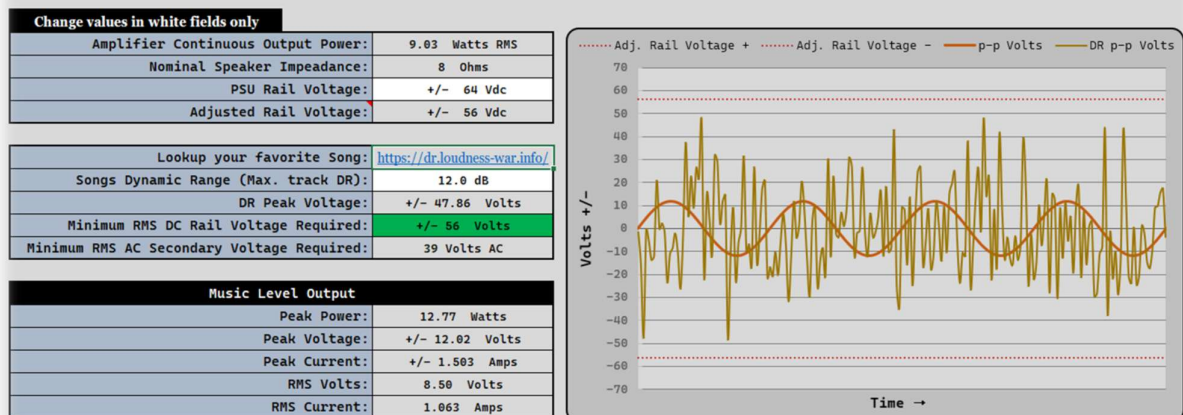 Change values in white fields only
Amplifier Continuous Output Power: 9.03 Watts RMS
Nominal Speaker Impeadance: 8 Ohms
PSU Rail Voltage: +/- 64 Vdc
Adjusted Rail Voltage: +/- 56 Vdc
Lookup your favorite Song: https://dr.loudness-war.info/
Songs Dynamic Range (Max. track DR): 12.0 dB
DR Peak Voltage: +/- 47.86 Volts
Minimum RMS DC Rail Voltage Required: +/- 56 Volts
Minimum RMS AC Secondary Voltage Required: 39 Volts AC
Music Level Output
Peak Power: 12.77 Watts
Peak Voltage: +/- 12.02 Volts
Peak Current: +/- 1.503 Amps
RMS Volts: 8.50 Volts
RMS Current: 1.063 Amps
Adj. Rail Voltage + Adj. Rail Voltage - p-p Volts DR p-p Volts
70
60
50
40
30
20
10
0
-10
-20
-30
-40
-50
-60
-70
Volts +/-
Time →